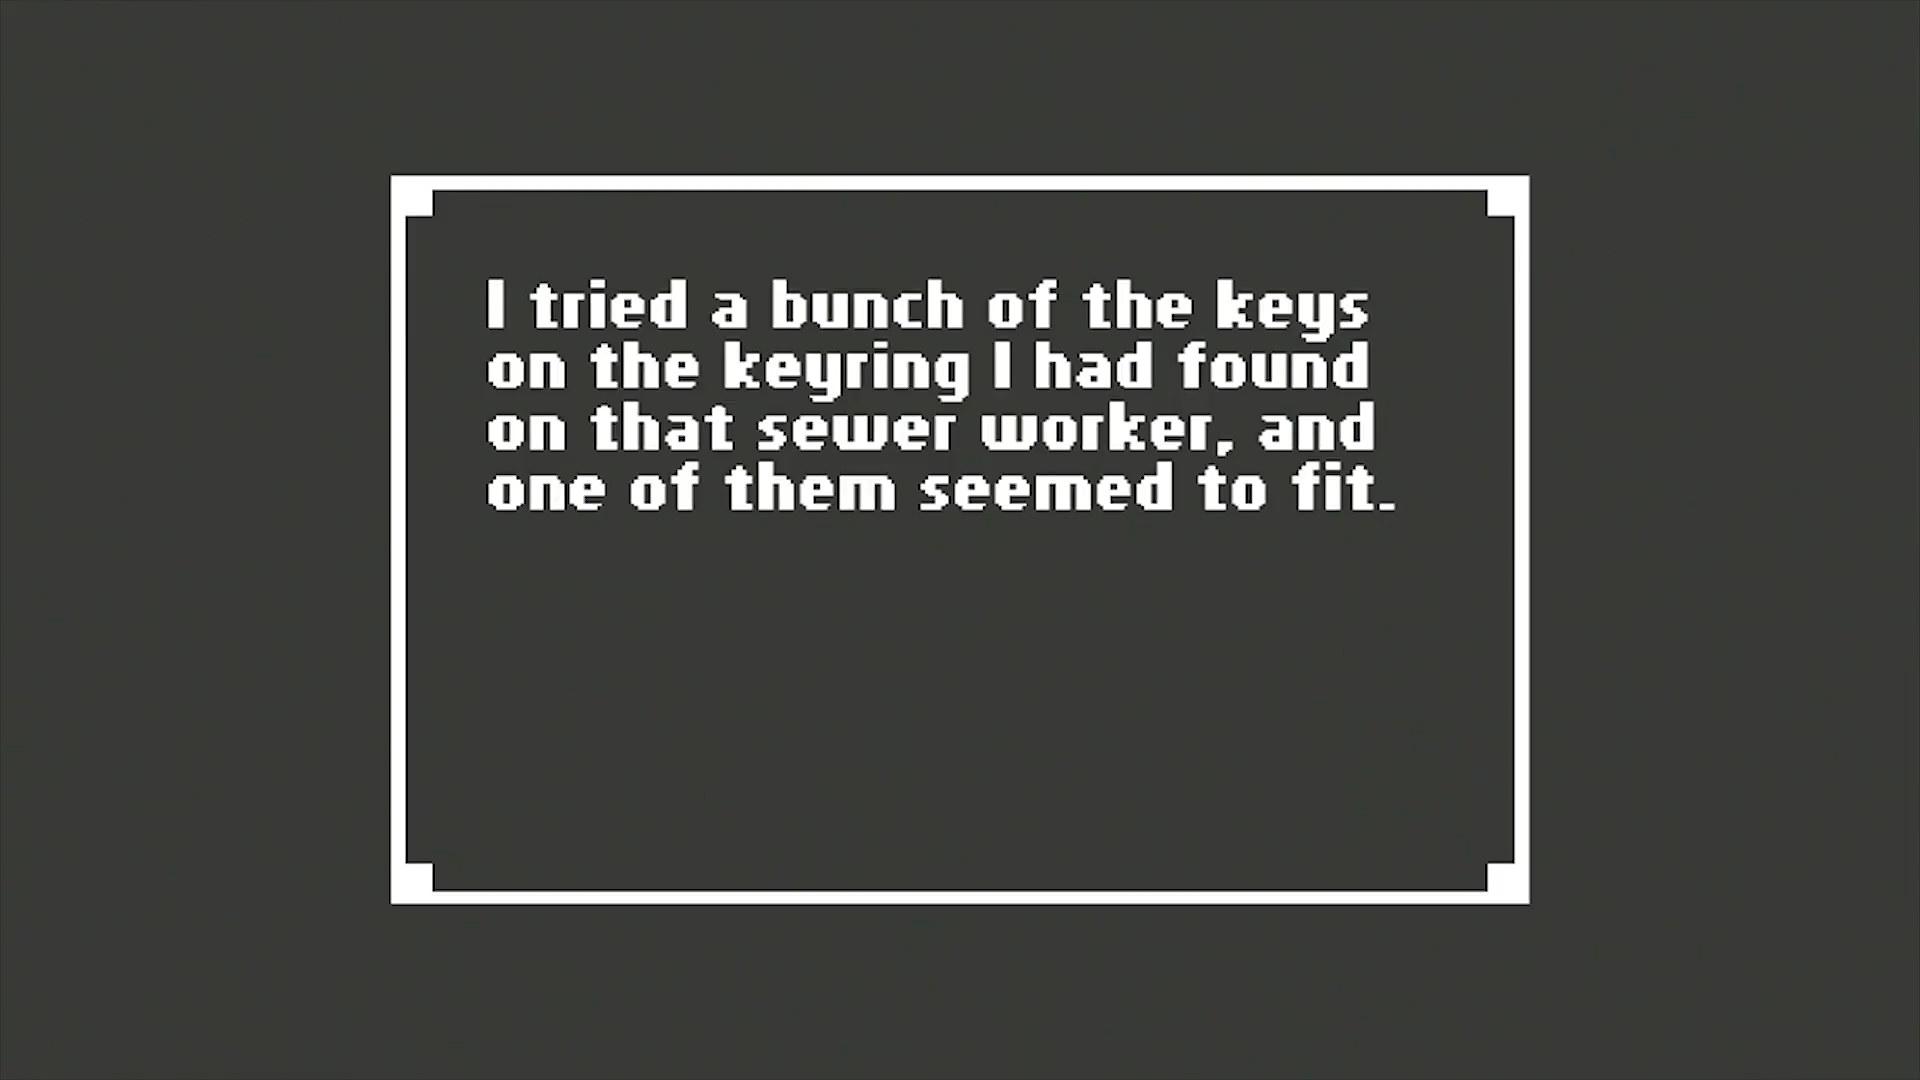 I tried a bunch of the keys
on the keyring I had found
on that sewer worker, and
one of them seemed to fit.